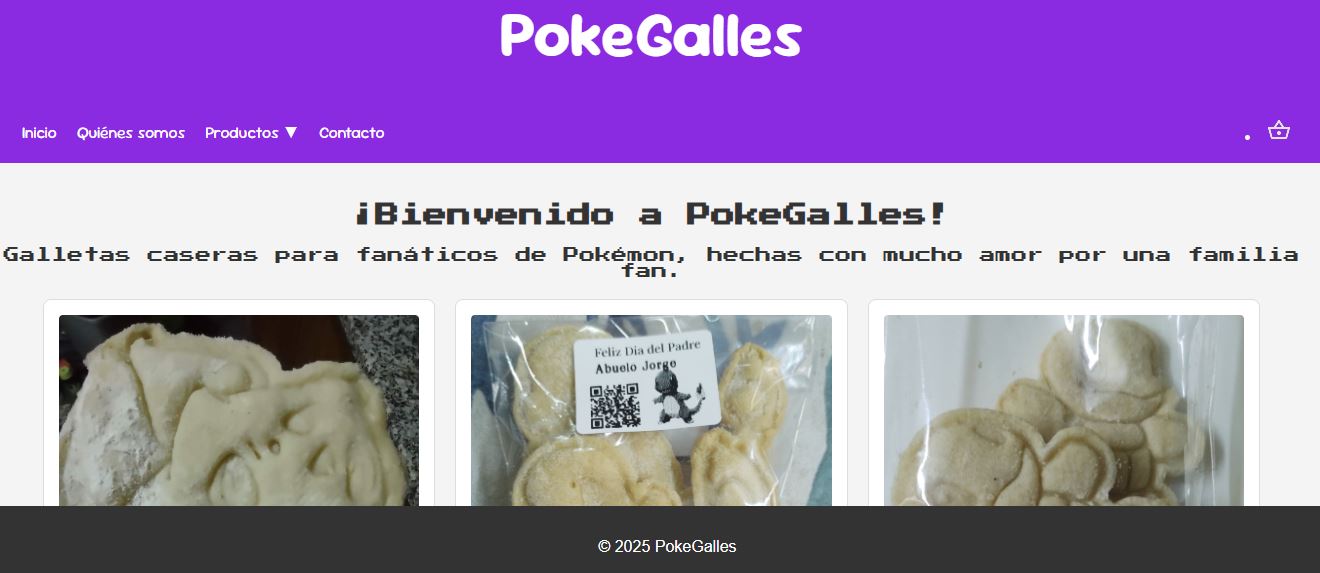 PokeGalles
Inicio Quiénes somos Productos ▼ Contacto
¡Bienvenido a PokeGalles!
Galletas caseras para fanáticos de Pokémon, hechas con mucho amor por una familia
fan.
Feliz Dia del Padre
Abuelo Jorge
© 2025 PokeGalles